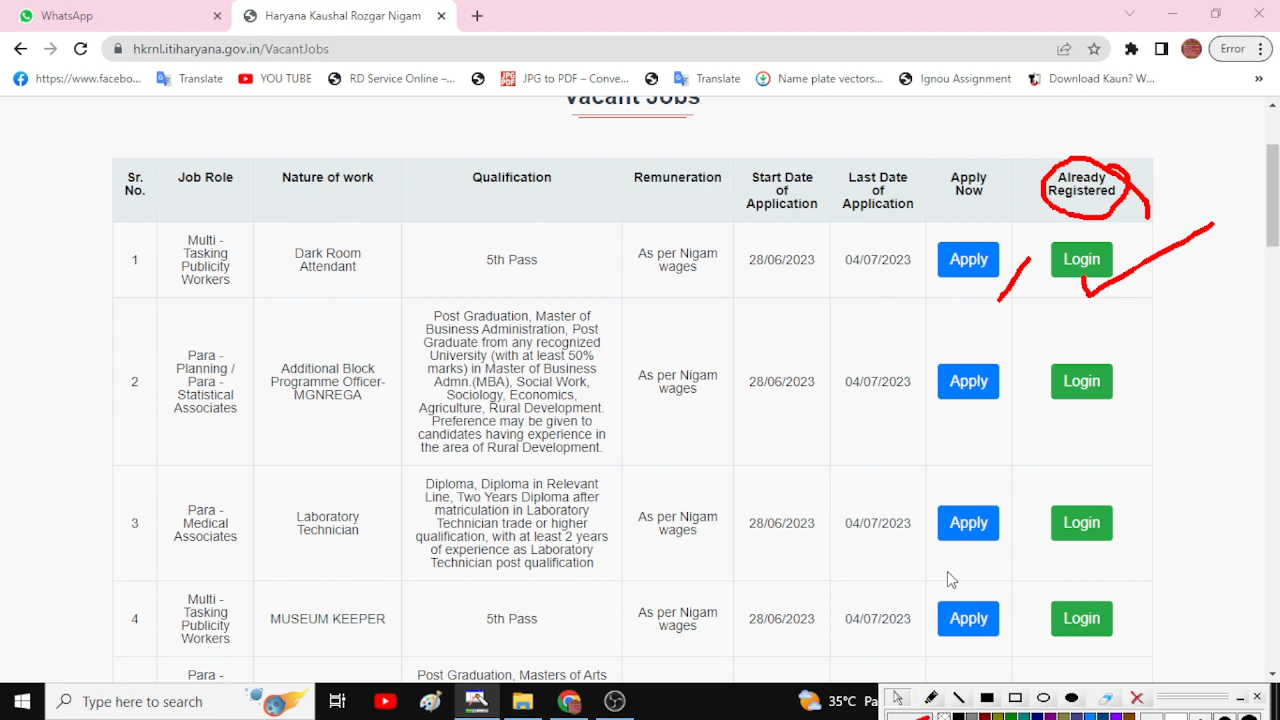 WhatsApp
Haryana Kaushal Rozgar Nigam
hkrnl.itiharyana.gov.in/VacantJobs
Error
https://www.facebo...
Translate
YOU TUBE
RD Service Online –...
JPG to PDF – Conve...
Translate
Name plate vectors...
Ignou Assignment
Download Kaun? W...
»
Vacant Jobs
Sr.
No.
Job Role
Nature of work
Qualification
Remuneration
Start Date
of
Application
Last Date
of
Application
Apply
Now
Already
Registered
1
Multi -
Tasking
Publicity
Workers
Dark Room
Attendant
5th Pass
As per Nigam
wages
28/06/2023
04/07/2023
Apply
Login
2
Para -
Planning /
Para -
Statistical
Associates
Additional Block
Programme Officer-
MGNREGA
Post Graduation, Master of
Business Administration, Post
Graduate from any recognized
University (with at least 50%
marks) in Master of Business
Admn.(MBA), Social Work,
Sociology, Economics,
Agriculture, Rural Development.
Preference may be given to
candidates having experience in
the area of Rural Development.
As per Nigam
wages
28/06/2023
04/07/2023
Apply
Login
3
Para -
Medical
Associates
Laboratory
Technician
Diploma, Diploma in Relevant
Line, Two Years Diploma after
matriculation in Laboratory
Technician trade or higher
qualification, with at least 2 years
of experience as Laboratory
Technician post qualification
As per Nigam
wages
28/06/2023
04/07/2023
Apply
Login
4
Multi -
Tasking
Publicity
Workers
MUSEUM KEEPER
5th Pass
As per Nigam
wages
28/06/2023
04/07/2023
Apply
Login
Para -
Post Graduation, Masters of Arts
Type here to search
35°C Pa